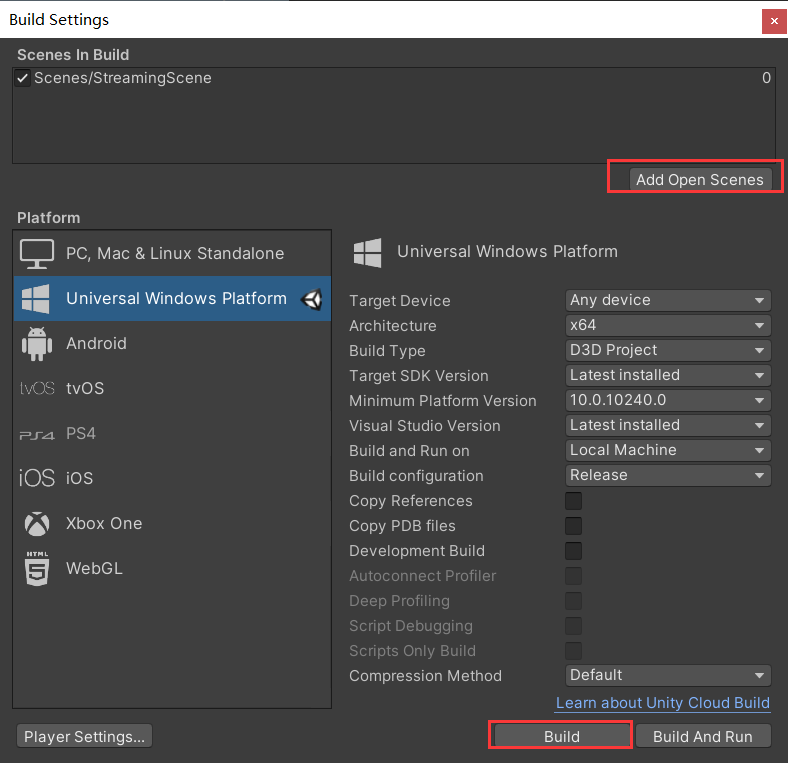 Build Settings
Scenes In Build
Scenes/StreamingScene 0
Add Open Scenes
Platform
PC, Mac & Linux Standalone
Universal Windows Platform
Android
tvOS tvOS
PS4 PS4
iOS iOS
Xbox One
HTML 5 WebGL
Universal Windows Platform
Target Device Any device
Architecture x64
Build Type D3D Project
Target SDK Version Latest installed
Minimum Platform Version 10.0.10240.0
Visual Studio Version Latest installed
Build and Run on Local Machine
Build configuration Release
Copy References
Copy PDB files
Development Build
Autoconnect Profiler
Deep Profiling
Script Debugging
Scripts Only Build
Compression Method Default
Learn about Unity Cloud Build
Player Settings... Build Build And Run